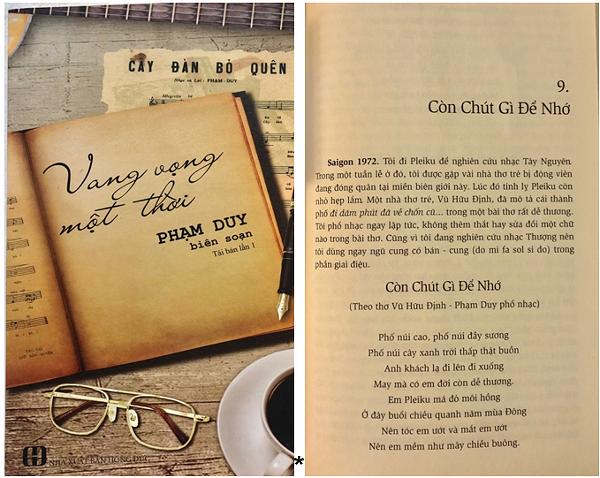 CÂY ĐÀN BỎ QUÊN
Nhạc và Lời : PHẠM - DUY
Vang vọng
một thời
PHẠM DUY
biên soạn
Tái bản lần 1
NHÀ XUẤT BẢN HỒNG ĐỨC
*
9.
Còn Chút Gì Để Nhớ
Saigon 1972. Tôi đi Pleiku để nghiên cứu nhạc Tây Nguyên.
Trong một tuần lễ ở đó, tôi được gặp vài nhà thơ trẻ bị động viên
đang đóng quân tại miền biên giới này. Lúc đó tỉnh lỵ Pleiku còn
nhỏ hẹp lắm. Một nhà thơ trẻ, Vũ Hữu Định, đã mô tả cái thành
phố đi dăm phút đã về chốn cũ... trong một bài thơ rất dễ thương.
Tôi phổ nhạc ngay lập tức, không thêm thắt hay sửa đổi một chữ
nào trong bài thơ. Cũng vì tôi đang nghiên cứu nhạc Thượng nên
tôi dùng ngay ngũ cung có bán - cung (do mi fa sol si do) trong
phần giai điệu.
Còn Chút Gì Để Nhớ
(Theo thơ Vũ Hữu Định - Phạm Duy phổ nhạc)
Phố núi cao, phố núi đầy sương
Phố núi cây xanh trời thấp thật buồn
Anh khách lạ đi lên đi xuống
May mà có em đời còn dễ thương.
Em Pleiku má đỏ môi hồng
Ở đây buổi chiều quanh năm mùa Đông
Nên tóc em ướt và mắt em ướt
Nên em mềm như mây chiều buông.